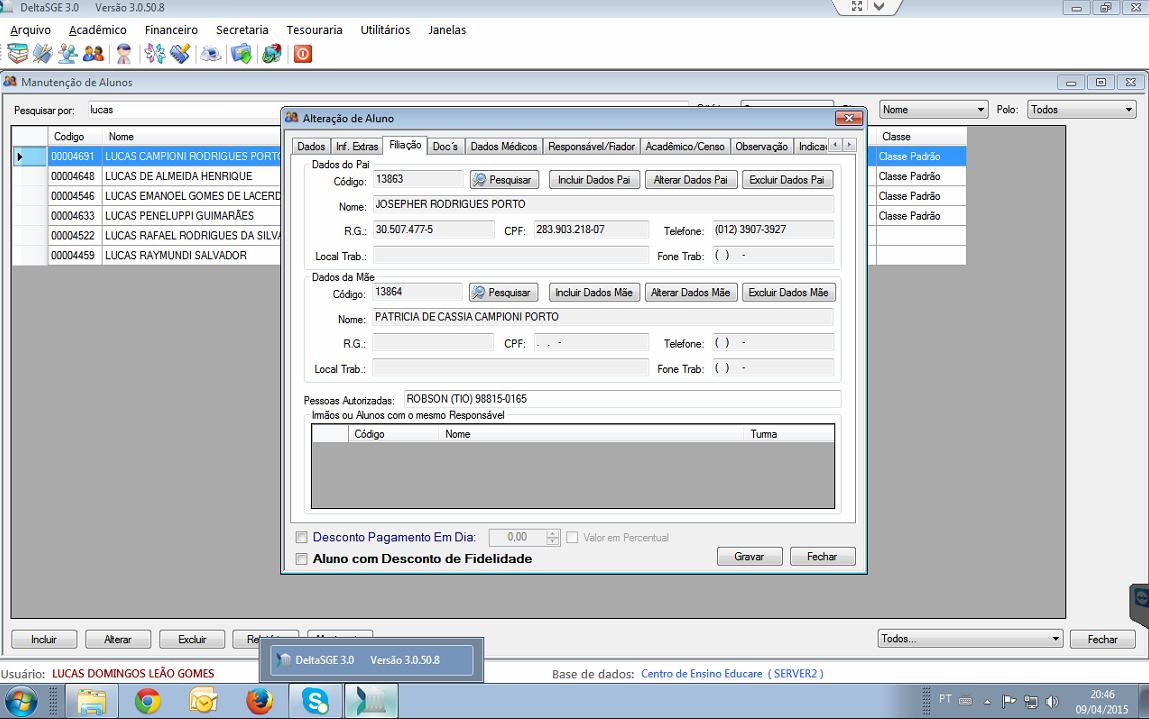 DeltaSGE 3.0 Versão 3.0.50.8
Arquivo Acadêmico Financeiro Secretaria Tesouraria Utilitários Janelas
Manutenção de Alunos
Pesquisar por: lucas Nome Polo: Todos
Codigo Nome Classe
00004691 LUCAS CAMPIONI RODRIGUES PORTO Classe Padrão
00004648 LUCAS DE ALMEIDA HENRIQUE Classe Padrão
00004546 LUCAS EMANOEL GOMES DE LACERD Classe Padrão
00004633 LUCAS PENELUPPI GUIMARÃES Classe Padrão
00004522 LUCAS RAFAEL RODRIGUES DA SILVA
00004459 LUCAS RAYMUNDI SALVADOR
Alteração de Aluno
Dados Inf. Extras Filiação Doc´s Dados Médicos Responsável/Fiador Acadêmico/Censo Observação Indica
Dados do Pai
Código: 13863 Pesquisar Incluir Dados Pai Alterar Dados Pai Excluir Dados Pai
Nome: JOSEPHER RODRIGUES PORTO
R.G.: 30.507.477-5 CPF: 283.903.218-07 Telefone: (012) 3907-3927
Local Trab.: Fone Trab: ( ) -
Dados da Mãe
Código: 13864 Pesquisar Incluir Dados Mãe Alterar Dados Mãe Excluir Dados Mãe
Nome: PATRICIA DE CASSIA CAMPIONI PORTO
R.G.: CPF: . . - Telefone: ( ) -
Local Trab.: Fone Trab: ( ) -
Pessoas Autorizadas: ROBSON (TIO) 98815-0165
Irmãos ou Alunos com o mesmo Responsável
Código Nome Turma
Desconto Pagamento Em Dia: 0,00 Valor em Percentual
Aluno com Desconto de Fidelidade Gravar Fechar
Incluir Alterar Excluir Todos... Fechar
DeltaSGE 3.0 Versão 3.0.50.8
Usuário: LUCAS DOMINGOS LEÃO GOMES Base de dados: Centro de Ensino Educare ( SERVER2 )
PT 20:46
09/04/2015